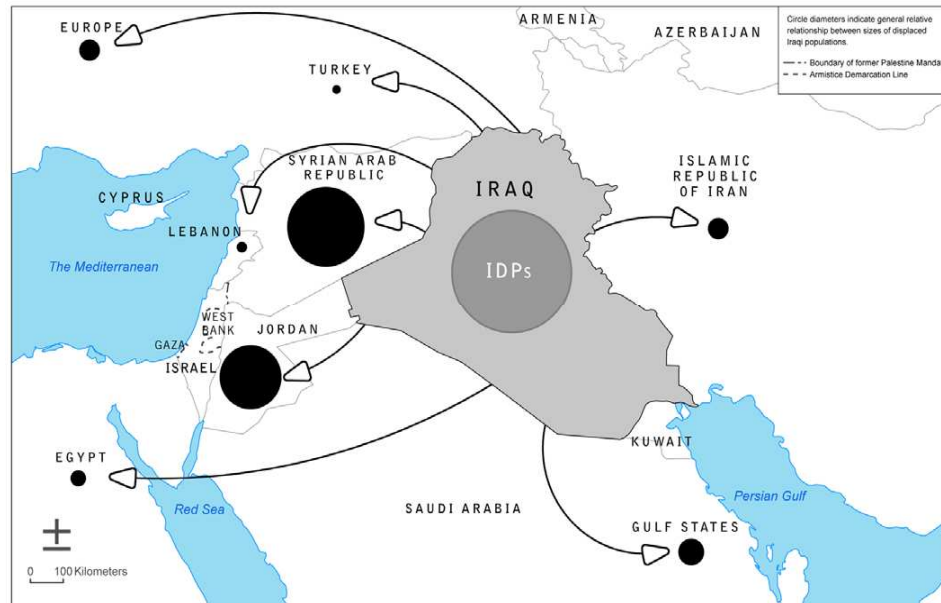 EUROPE
ARMENIA
AZERBAIJAN
Circle diameters indicate general relative
relationship between sizes of displaced
Iraqi populations.
Boundary of former Palestine Manda
Armistice Demarcation Line
TURKEY
SYRIAN ARAB
REPUBLIC
IRAQ
ISLAMIC
REPUBLIC
OF IRAN
CYPRUS
LEBANON
The Mediterranean
IDPs
WEST
BANK
JORDAN
GAZA
ISRAEL
KUWAIT
EGYPT
Red Sea
SAUDI ARABIA
Persian Gulf
GULF STATES
0 100 Kilometers